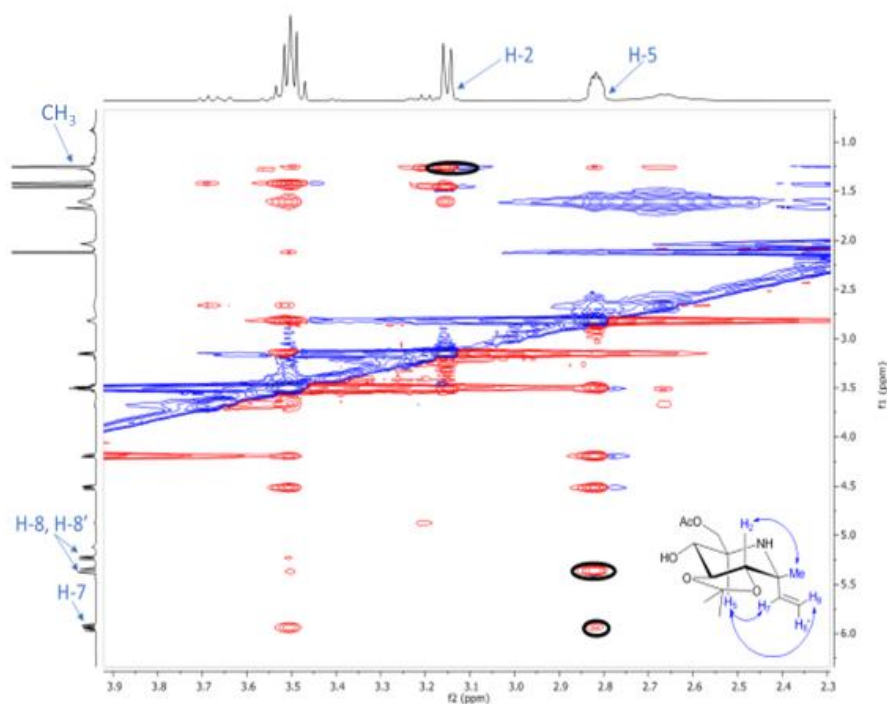 H-2
H-5
CH₃
H-8, H-8'
H-7
1.0
1.5
2.0
2.5
3.0
3.5
4.0
4.5
5.0
5.5
6.0
f1 (ppm)
AcO
H₂
HO
NH
Me
O
O
H₅
H₇
H₈
H₈'
3.9 3.8 3.7 3.6 3.5 3.4 3.3 3.2 3.1 3.0 2.9 2.8 2.7 2.6 2.5 2.4 2.3
f2 (ppm)